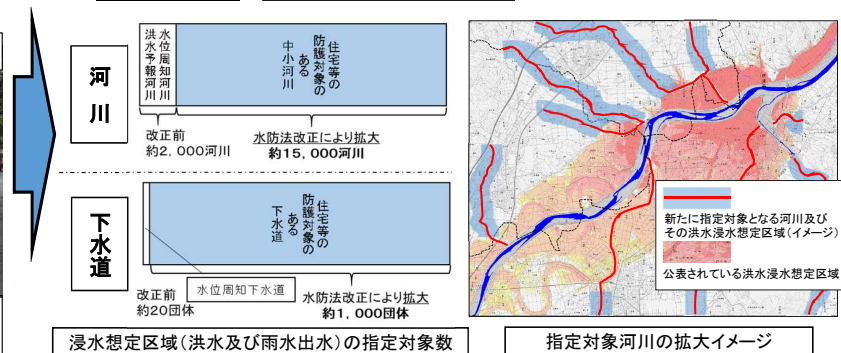 河川
洪水予報河川
水位周知河川
住宅等の
防護対象の
ある
中小河川
改正前
約2,000河川
水防法改正により拡大
約15,000河川
下水道
住宅等の
防護対象の
ある
下水道
水位周知下水道
改正前
約20団体
水防法改正により拡大
約1,000団体
浸水想定区域(洪水及び雨水出水)の指定対象数
新たに指定対象となる河川及び
その洪水浸水想定区域(イメージ)
公表されている洪水浸水想定区域
指定対象河川の拡大イメージ